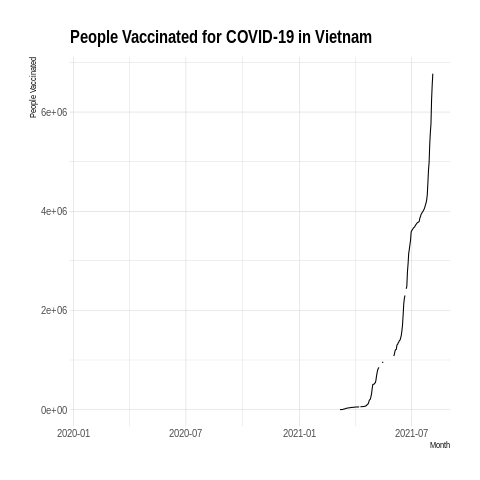 People Vaccinated for COVID-19 in Vietnam
People Vaccinated
6e+06
4e+06
2e+06
0e+00
2020-01 2020-07 2021-01 2021-07
Month